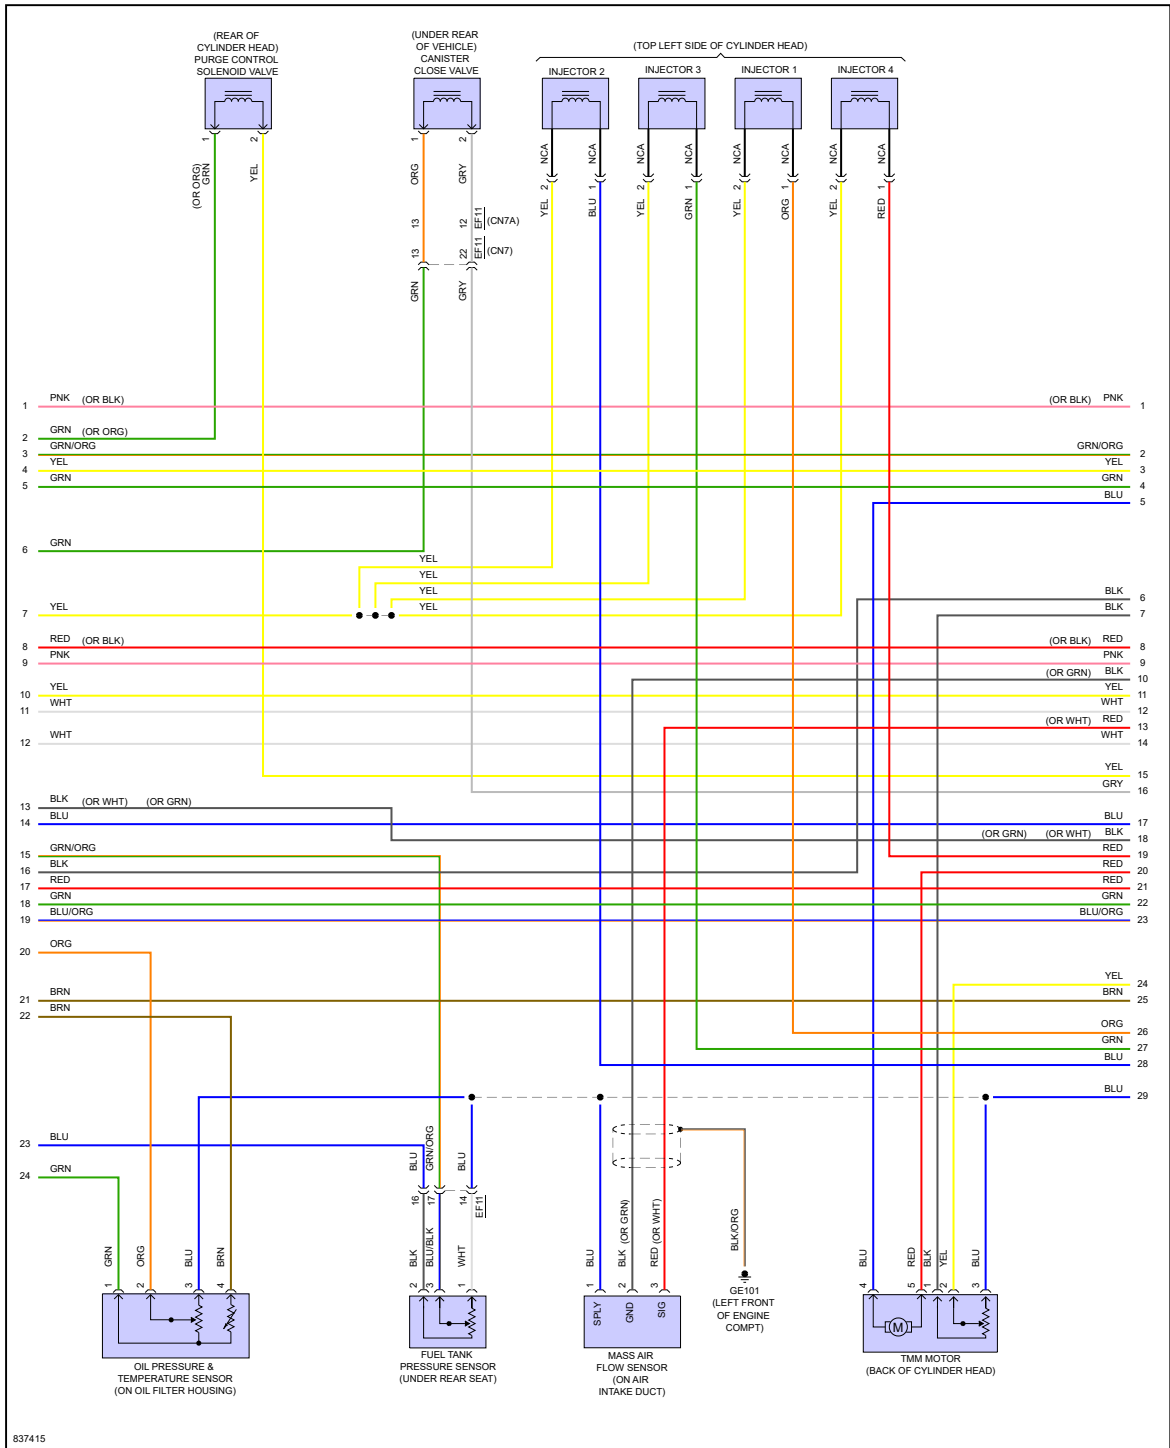 (REAR OF
CYLINDER HEAD)
PURGE CONTROL
SOLENOID VALVE
(UNDER REAR
OF VEHICLE)
CANISTER
CLOSE VALVE
(TOP LEFT SIDE OF CYLINDER HEAD)
INJECTOR 2
INJECTOR 3
INJECTOR 1
INJECTOR 4
1
2
1
2
NCA
NCA
NCA
NCA
NCA
NCA
NCA
NCA
(OR ORG)
GRN
YEL
ORG
GRY
YEL 2
BLU 1
YEL 2
GRN 1
YEL 2
ORG 1
YEL 2
RED 1
13
12
EF11
(CN7A)
13
22
EF11
(CN7)
GRN
GRY
1 PNK (OR BLK)
(OR BLK) PNK 1
2 GRN (OR ORG)
3 GRN/ORG
GRN/ORG 2
4 YEL
YEL 3
5 GRN
GRN 4
BLU 5
6 GRN
YEL
YEL
YEL
YEL
BLK 6
7 YEL
BLK 7
8 RED (OR BLK)
(OR BLK) RED 8
9 PNK
PNK 9
(OR GRN) BLK 10
10 YEL
YEL 11
11 WHT
WHT 12
(OR WHT) RED 13
12 WHT
WHT 14
YEL 15
GRY 16
13 BLK (OR WHT) (OR GRN)
14 BLU
BLU 17
(OR GRN) (OR WHT) BLK 18
15 GRN/ORG
RED 19
16 BLK
RED 20
17 RED
RED 21
18 GRN
GRN 22
19 BLU/ORG
BLU/ORG 23
20 ORG
YEL 24
21 BRN
BRN 25
22 BRN
ORG 26
GRN 27
BLU 28
BLU 29
23 BLU
24 GRN
BLU
GRN/ORG
BLU
16
17
14
EF11
GRN
ORG
BLU
BRN
BLK
BLU/BLK
WHT
BLU
BLK (OR GRN)
RED (OR WHT)
BLK/ORG
BLU
RED
BLK
YEL
BLU
1
2
3
4
2
3
1
1
2
3
4
5
1
2
3
SPLY
GND
SIG
GE101
(LEFT FRONT
OF ENGINE
COMPT)
M
OIL PRESSURE &
TEMPERATURE SENSOR
(ON OIL FILTER HOUSING)
FUEL TANK
PRESSURE SENSOR
(UNDER REAR SEAT)
MASS AIR
FLOW SENSOR
(ON AIR
INTAKE DUCT)
TMM MOTOR
(BACK OF CYLINDER HEAD)
837415